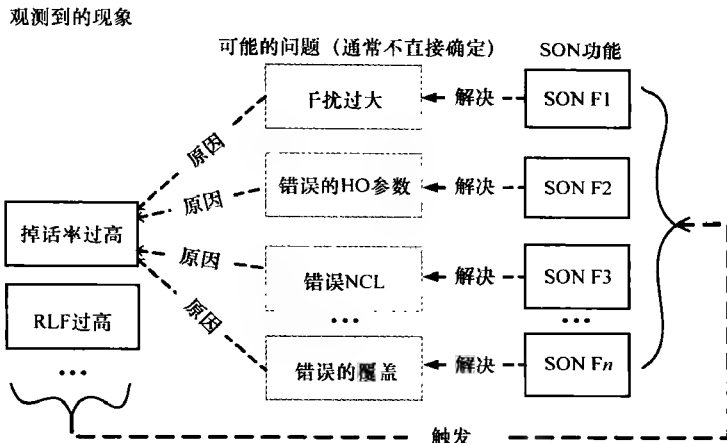 观测到的现象
可能的问题（通常不直接确定） SON功能
干扰过大 解决 SON F1
原因
错误的HO参数 解决 SON F2
原因
掉话率过高
原因
错误NCL 解决 SON F3
RLF过高
原因
... ...
错误的覆盖 解决 SON Fn
...
触发